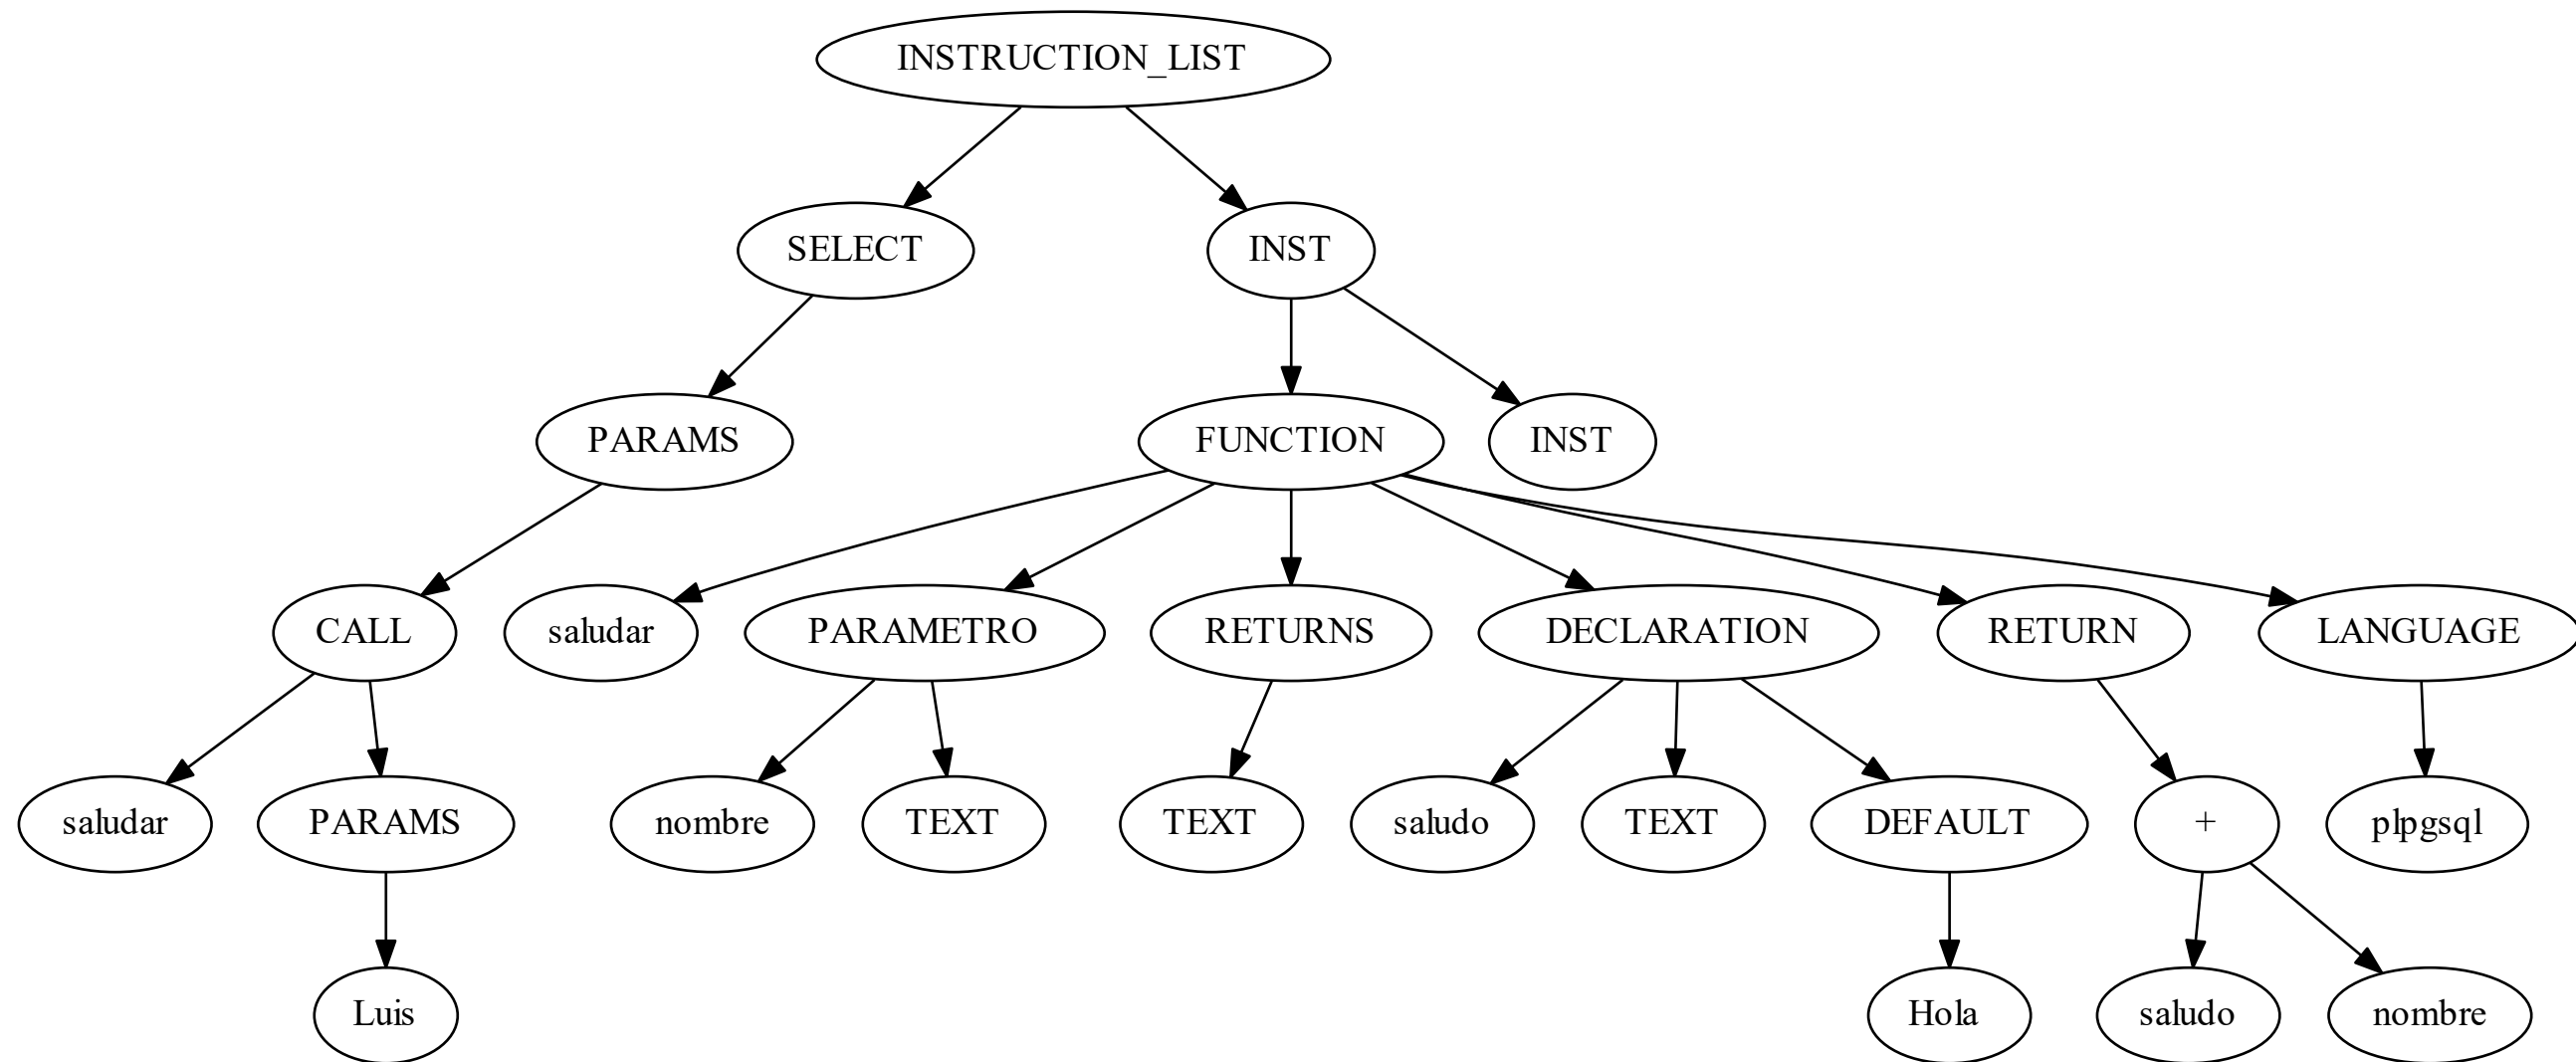 INSTRUCTION_LIST
SELECT
INST
PARAMS
FUNCTION
INST
CALL
saludar
PARAMETRO
RETURNS
DECLARATION
RETURN
LANGUAGE
saludar
PARAMS
nombre
TEXT
TEXT
saludo
TEXT
DEFAULT
+
plpgsql
Luis
Hola
saludo
nombre